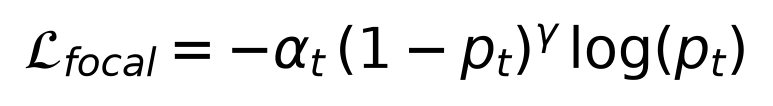 ℒ_focal = −α_t (1 − p_t)^γ log(p_t)